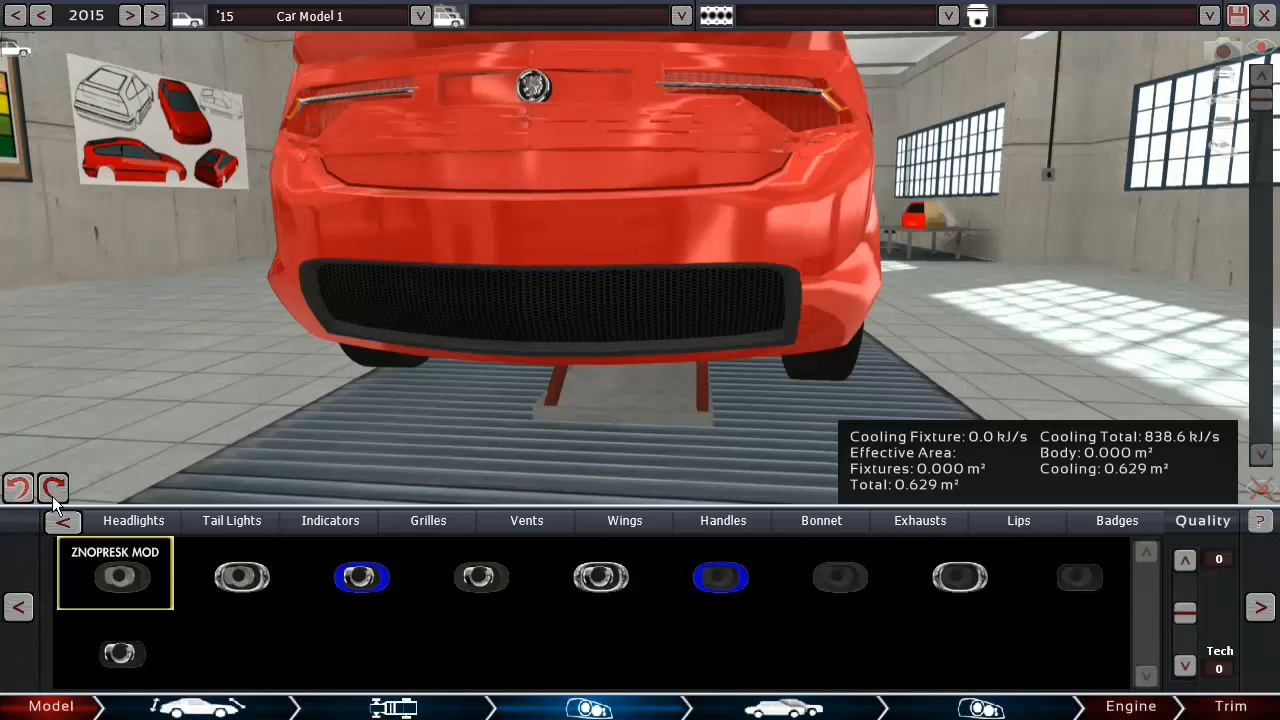 2015
'15 Car Model 1
Cooling Fixture: 0.0 kJ/s Cooling Total: 838.6 kJ/s
Effective Area: Body: 0.000 m²
Fixtures: 0.000 m² Cooling: 0.629 m²
Total: 0.629 m²
Headlights Tail Lights Indicators Grilles Vents Wings Handles Bonnet Exhausts Lips Badges Quality ?
ZNOPRESK MOD
0
Tech
0
Model Engine Trim